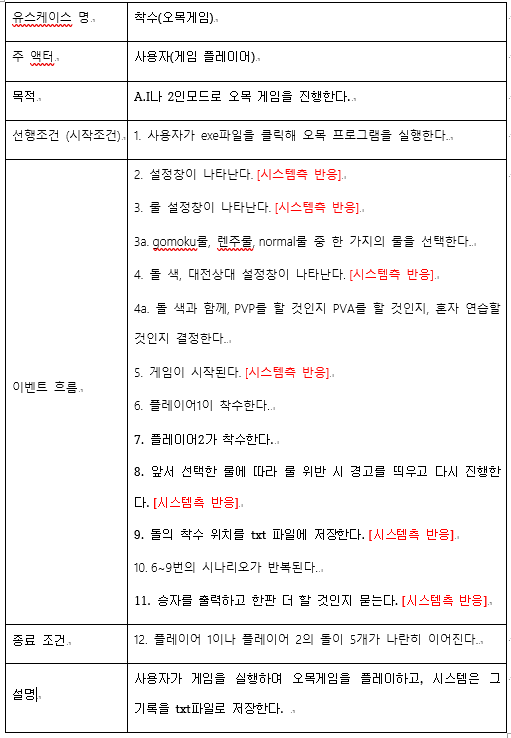 유스케이스 명
착수(오목게임)
주 액터
사용자(게임 플레이어)
목적
A.I나 2인모드로 오목 게임을 진행한다.
선행조건 (시작조건)
1. 사용자가 exe파일을 클릭해 오목 프로그램을 실행한다.
이벤트 흐름
2. 설정창이 나타난다. [시스템측 반응]
3. 룰 설정창이 나타난다. [시스템측 반응]
3a. gomoku룰, 렌주룰, normal룰 중 한 가지의 룰을 선택한다.
4. 돌 색, 대전상대 설정창이 나타난다. [시스템측 반응]
4a. 돌 색과 함께, PVP를 할 것인지 PVA를 할 것인지, 혼자 연습할
것인지 결정한다.
5. 게임이 시작된다. [시스템측 반응]
6. 플레이어1이 착수한다.
7. 플레이어2가 착수한다.
8. 앞서 선택한 룰에 따라 룰 위반 시 경고를 띄우고 다시 진행한
다. [시스템측 반응]
9. 돌의 착수 위치를 txt 파일에 저장한다. [시스템측 반응]
10. 6~9번의 시나리오가 반복된다.
11. 승자를 출력하고 한판 더 할 것인지 묻는다. [시스템측 반응]
종료 조건
12. 플레이어 1이나 플레이어 2의 돌이 5개가 나란히 이어진다.
설명
사용자가 게임을 실행하여 오목게임을 플레이하고, 시스템은 그
기록을 txt파일로 저장한다.